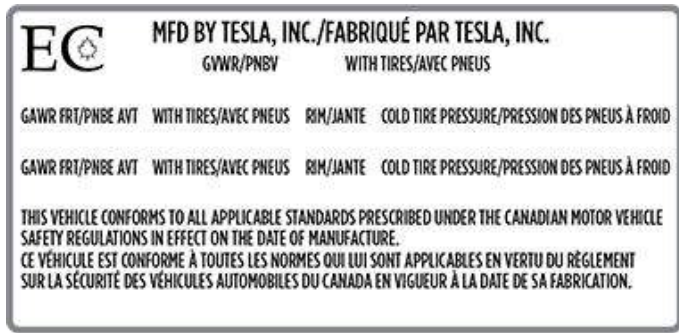 EC
MFD BY TESLA, INC./FABRIQUÉ PAR TESLA, INC.
GVWR/PNBV WITH TIRES/AVEC PNEUS
GAWR FRT/PNBE AVT WITH TIRES/AVEC PNEUS RIM/JANTE COLD TIRE PRESSURE/PRESSION DES PNEUS À FROID
GAWR FRT/PNBE AVT WITH TIRES/AVEC PNEUS RIM/JANTE COLD TIRE PRESSURE/PRESSION DES PNEUS À FROID
THIS VEHICLE CONFORMS TO ALL APPLICABLE STANDARDS PRESCRIBED UNDER THE CANADIAN MOTOR VEHICLE
SAFETY REGULATIONS IN EFFECT ON THE DATE OF MANUFACTURE.
CE VÉHICULE EST CONFORME À TOUTES LES NORMES QUI LUI SONT APPLICABLES EN VERTU DU RÈGLEMENT
SUR LA SÉCURITÉ DES VÉHICULES AUTOMOBILES DU CANADA EN VIGUEUR À LA DATE DE SA FABRICATION.